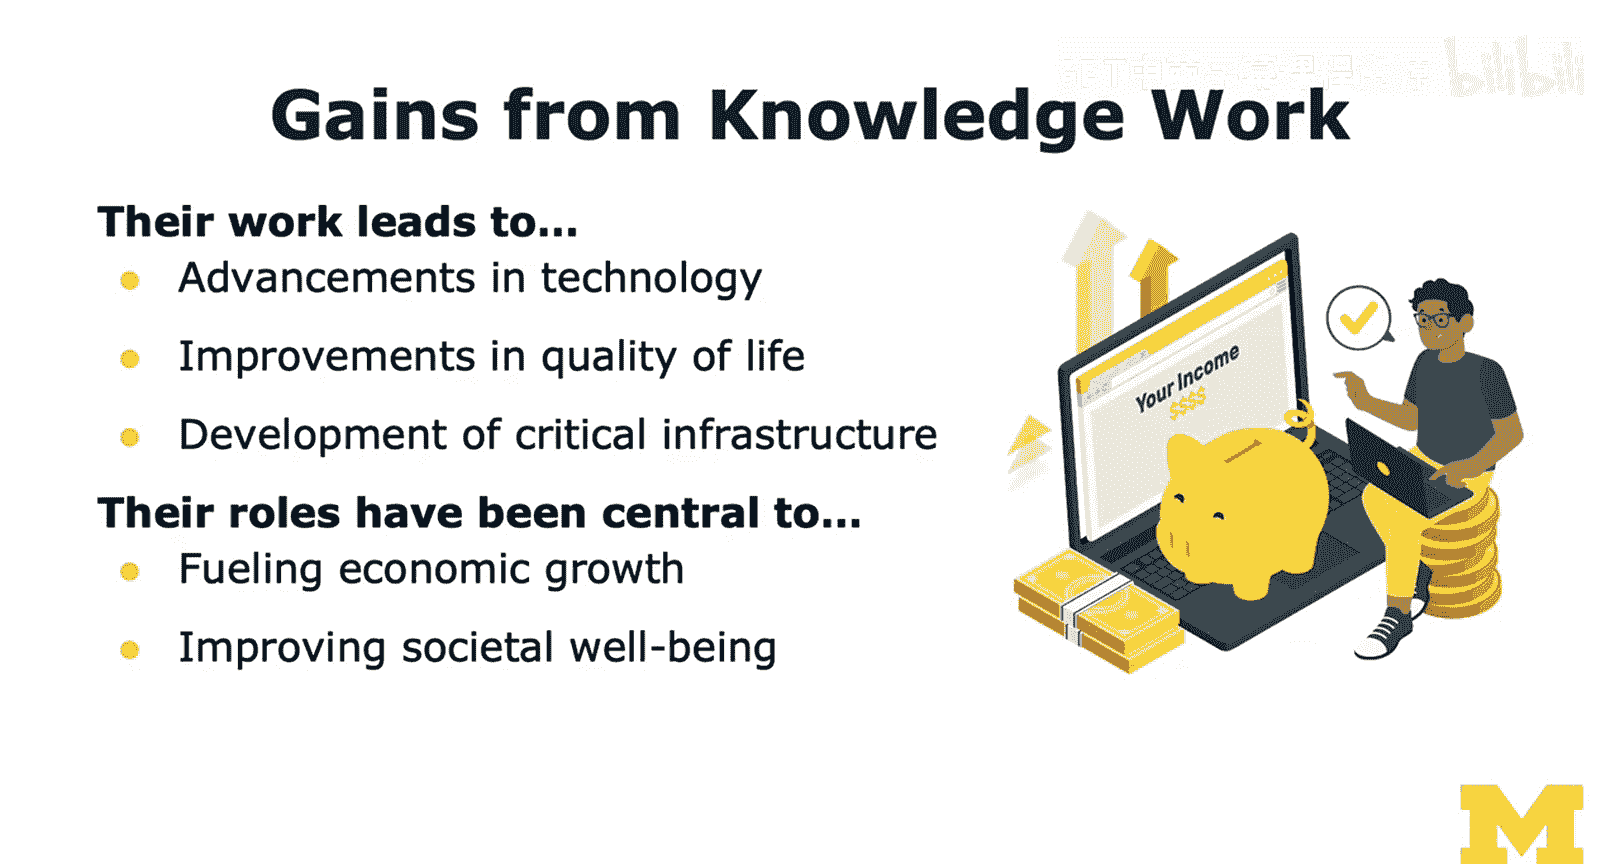 bilibili
Gains from Knowledge Work
Their work leads to...
Advancements in technology
Improvements in quality of life
Development of critical infrastructure
Their roles have been central to...
Fueling economic growth
Improving societal well-being
Your Income
$$$$
M